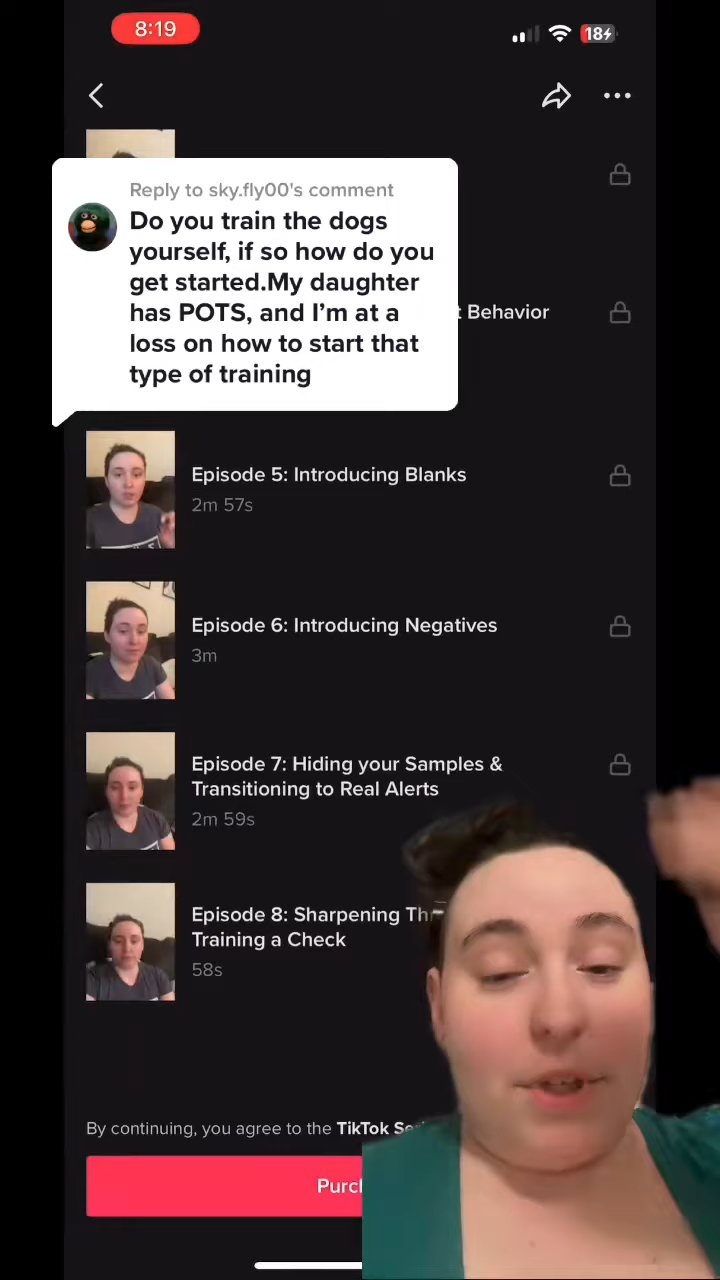 8:19
18
Reply to sky.fly00's comment
Do you train the dogs
yourself, if so how do you
get started.My daughter
has POTS, and I'm at a
loss on how to start that
type of training
t Behavior
Episode 5: Introducing Blanks
2m 57s
Episode 6: Introducing Negatives
3m
Episode 7: Hiding your Samples &
Transitioning to Real Alerts
2m 59s
Episode 8: Sharpening
Training a Check
58s
By continuing, you agree to the TikTok